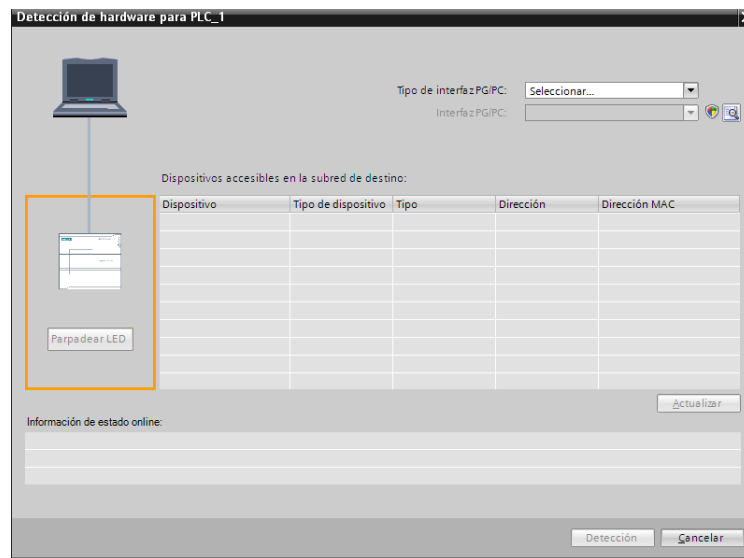 Detección de hardware para PLC_1
Tipo de interfaz PG/PC: Seleccionar...
Interfaz PG/PC:
Dispositivos accesibles en la subred de destino:
Dispositivo Tipo de dispositivo Tipo Dirección Dirección MAC
Parpadear LED
Actualizar
Información de estado online:
Detección Cancelar